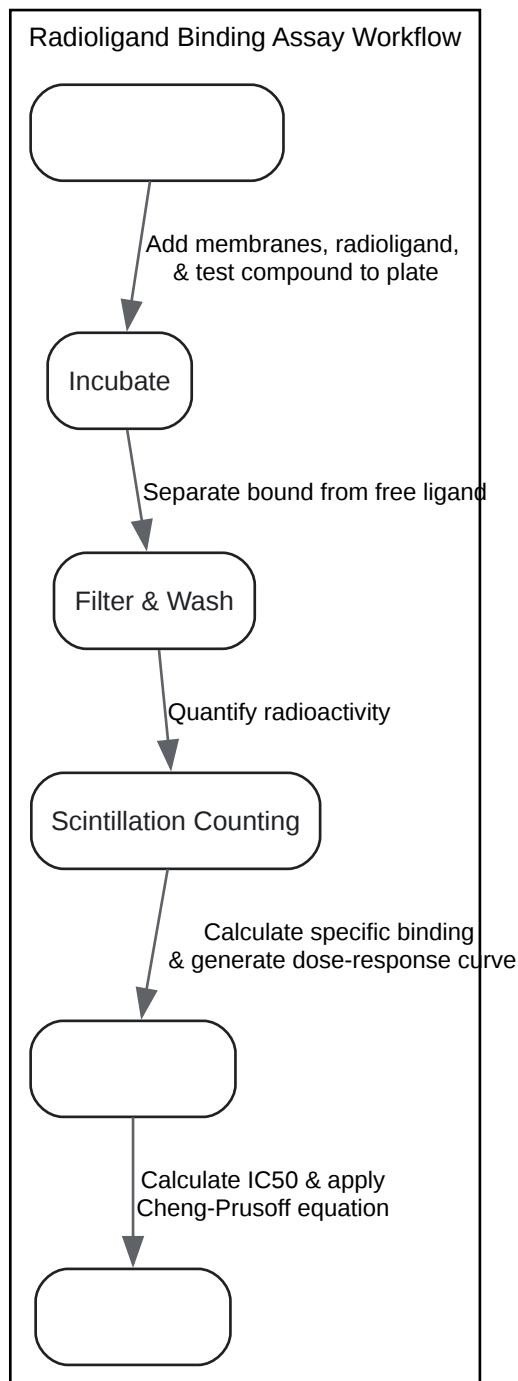 Radioligand Binding Assay Workflow
Add membranes, radioligand,
& test compound to plate
Incubate
Separate bound from free ligand
Filter & Wash
Quantify radioactivity
Scintillation Counting
Calculate specific binding
& generate dose-response curve
Calculate IC50 & apply
Cheng-Prusoff equation